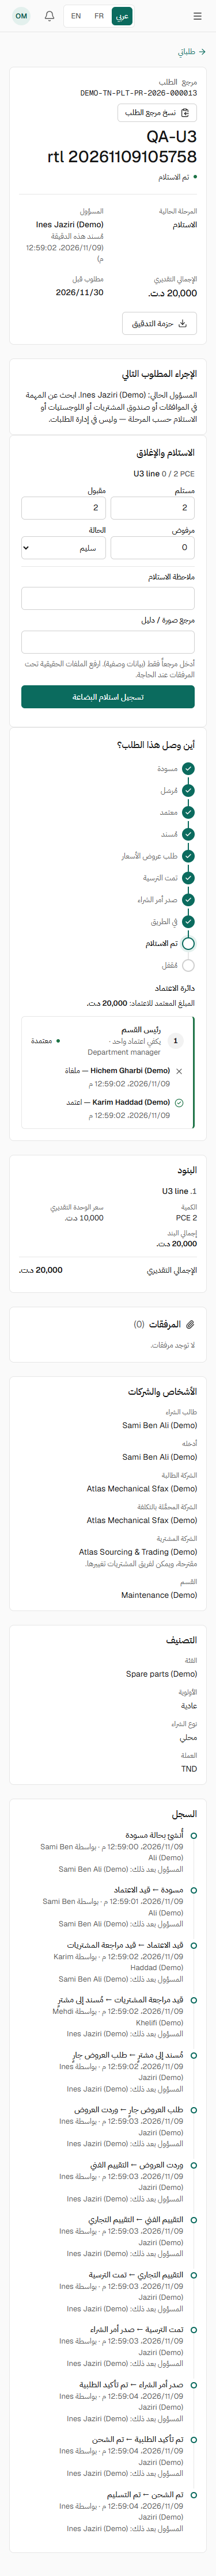 OM
EN
FR
عربي
طلباتي
مرجع الطلب
DEMO-TN-PLT-PR-2026-000013
نسخ مرجع الطلب
QA-U3
rtl 20261109105758
تم الاستلام
المرحلة الحالية
الاستلام
المسؤول
Ines Jaziri (Demo)
مُسند هذه الدقيقة
(2026/11/09، 12:59:02
م)
الإجمالي التقديري
20,000 د.ت.
مطلوب قبل
2026/11/30
حزمة التدقيق
الإجراء المطلوب التالي
المسؤول الحالي: Ines Jaziri (Demo). ابحث عن المهمة
في الموافقات أو صندوق المشتريات أو اللوجستيات أو
الاستلام حسب المرحلة — وليس في إدارة الطلبات.
الاستلام والإغلاق
U3 line 0 / 2 PCE
مستلم
2
مقبول
2
مرفوض
0
الحالة
سليم
ملاحظة الاستلام
مرجع صورة / دليل
أدخل مرجعاً فقط (بيانات وصفية). ارفع الملفات الحقيقية تحت
المرفقات عند الحاجة.
تسجيل استلام البضاعة
أين وصل هذا الطلب؟
مسودة
مُرسَل
معتمد
مُسند
طلب عروض الأسعار
تمت الترسية
صدر أمر الشراء
في الطريق
تم الاستلام
مُقفل
دائرة الاعتماد
المبلغ المعتمد للاعتماد: 20,000 د.ت.
1
رئيس القسم
يكفي اعتماد واحد ·
Department manager
معتمدة
Hichem Gharbi (Demo) — ملغاة
2026/11/09، 12:59:02 م
Karim Haddad (Demo) — اعتمد
2026/11/09، 12:59:02 م
البنود
1. U3 line
الكمية
2 PCE
سعر الوحدة التقديري
10,000 د.ت.
إجمالي البند
20,000 د.ت.
الإجمالي التقديري
20,000 د.ت.
المرفقات (0)
لا توجد مرفقات.
الأشخاص والشركات
طالب الشراء
Sami Ben Ali (Demo)
أدخله
Sami Ben Ali (Demo)
الشركة الطالبة
Atlas Mechanical Sfax (Demo)
الشركة المحمَّلة بالتكلفة
Atlas Mechanical Sfax (Demo)
الشركة المشترية
Atlas Sourcing & Trading (Demo)
مقترحة، ويمكن لفريق المشتريات تغييرها.
القسم
Maintenance (Demo)
التصنيف
الفئة
Spare parts (Demo)
الأولوية
عادية
نوع الشراء
محلي
العملة
TND
السجل
أُنشئ بحالة مسودة
2026/11/09، 12:59:00 م · بواسطة Sami Ben
Ali (Demo)
المسؤول بعد ذلك: Sami Ben Ali (Demo)
مسودة ← قيد الاعتماد
2026/11/09، 12:59:01 م · بواسطة Sami Ben
Ali (Demo)
المسؤول بعد ذلك: Sami Ben Ali (Demo)
قيد الاعتماد ← قيد مراجعة المشتريات
2026/11/09، 12:59:02 م · بواسطة Karim
Haddad (Demo)
المسؤول بعد ذلك: Sami Ben Ali (Demo)
قيد مراجعة المشتريات ← مُسند إلى مشترٍ
2026/11/09، 12:59:02 م · بواسطة Mehdi
Khelifi (Demo)
المسؤول بعد ذلك: Ines Jaziri (Demo)
مُسند إلى مشترٍ ← طلب العروض جارٍ
2026/11/09، 12:59:02 م · بواسطة Ines
Jaziri (Demo)
المسؤول بعد ذلك: Ines Jaziri (Demo)
طلب العروض جارٍ ← وردت العروض
2026/11/09، 12:59:03 م · بواسطة Ines
Jaziri (Demo)
المسؤول بعد ذلك: Ines Jaziri (Demo)
وردت العروض ← التقييم الفني
2026/11/09، 12:59:03 م · بواسطة Ines
Jaziri (Demo)
المسؤول بعد ذلك: Ines Jaziri (Demo)
التقييم الفني ← التقييم التجاري
2026/11/09، 12:59:03 م · بواسطة Ines
Jaziri (Demo)
المسؤول بعد ذلك: Ines Jaziri (Demo)
التقييم التجاري ← تمت الترسية
2026/11/09، 12:59:03 م · بواسطة Ines
Jaziri (Demo)
المسؤول بعد ذلك: Ines Jaziri (Demo)
تمت الترسية ← صدر أمر الشراء
2026/11/09، 12:59:03 م · بواسطة Ines
Jaziri (Demo)
المسؤول بعد ذلك: Ines Jaziri (Demo)
صدر أمر الشراء ← تم تأكيد الطلبية
2026/11/09، 12:59:04 م · بواسطة Ines
Jaziri (Demo)
المسؤول بعد ذلك: Ines Jaziri (Demo)
تم تأكيد الطلبية ← تم الشحن
2026/11/09، 12:59:04 م · بواسطة Ines
Jaziri (Demo)
المسؤول بعد ذلك: Ines Jaziri (Demo)
تم الشحن ← تم التسليم
2026/11/09، 12:59:04 م · بواسطة Ines
Jaziri (Demo)
المسؤول بعد ذلك: Ines Jaziri (Demo)